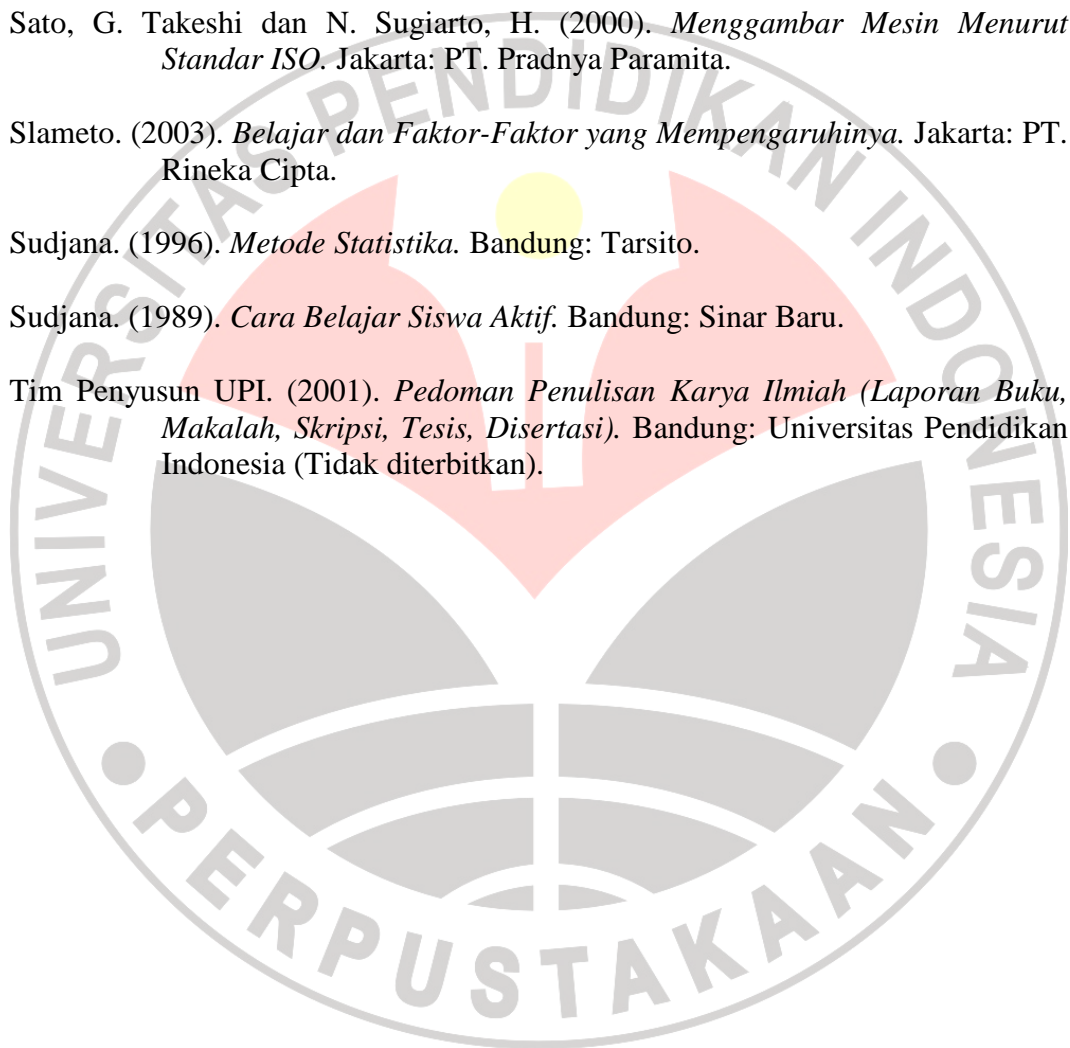 Sato, G. Takeshi dan N. Sugiarto, H. (2000). Menggambar Mesin Menurut
Standar ISO. Jakarta: PT. Pradnya Paramita.
Slameto. (2003). Belajar dan Faktor-Faktor yang Mempengaruhinya. Jakarta: PT.
Rineka Cipta.
Sudjana. (1996). Metode Statistika. Bandung: Tarsito.
Sudjana. (1989). Cara Belajar Siswa Aktif. Bandung: Sinar Baru.
Tim Penyusun UPI. (2001). Pedoman Penulisan Karya Ilmiah (Laporan Buku,
Makalah, Skripsi, Tesis, Disertasi). Bandung: Universitas Pendidikan
Indonesia (Tidak diterbitkan).
UNIVERSITAS PENDIDIKAN INDONESIA
PERPUSTAKAAN